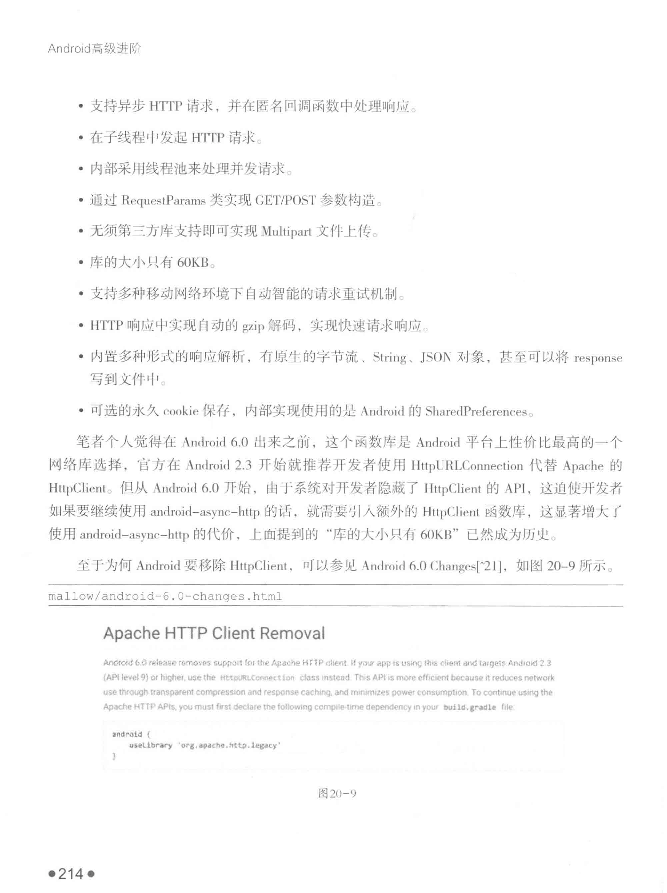 Android高级进阶
• 支持异步 HTTP 请求，并在匿名回调函数中处理响应。
• 在子线程中发起 HTTP 请求。
• 内部采用线程池来处理并发请求。
• 通过 RequestParams 类实现 GET/POST 参数构造。
• 无须第三方库支持即可实现 Multipart 文件上传。
• 库的大小只有 60KB。
• 支持多种移动网络环境下自动智能的请求重试机制。
• HTTP 响应中实现自动的 gzip 解码，实现快速请求响应。
• 内置多种形式的响应解析，有原生的字节流、String、JSON 对象，甚至可以将 response
写到文件中。
• 可选的永久 cookie 保存，内部实现使用的是 Android 的 SharedPreferences。
笔者个人觉得在 Android 6.0 出来之前，这个函数库是 Android 平台上性价比最高的一个
网络库选择，官方在 Android 2.3 开始就推荐开发者使用 HttpURLConnection 代替 Apache 的
HttpClient。但从 Android 6.0 开始，由于系统对开发者隐藏了 HttpClient 的 API，这迫使开发者
如果要继续使用 android-async-http 的话，就需要引入额外的 HttpClient 函数库，这显著增大了
使用 android-async-http 的代价，上面提到的“库的大小只有 60KB”已然成为历史。
至于为何 Android 要移除 HttpClient，可以参见 Android 6.0 Changes[^21]，如图 20-9 所示。
mallow/android-6.0-changes.html
Apache HTTP Client Removal
Android 6.0 release removes support for the Apache HTTP client. If your app is using this client and targets Android 2.3
(API level 9) or higher, use the HttpURLConnection class instead. This API is more efficient because it reduces network
use through transparent compression and response caching, and minimizes power consumption. To continue using the
Apache HTTP APIs, you must first declare the following compile-time dependency in your build.gradle file:
android {
useLibrary 'org.apache.http.legacy'
}
图20-9
●214●